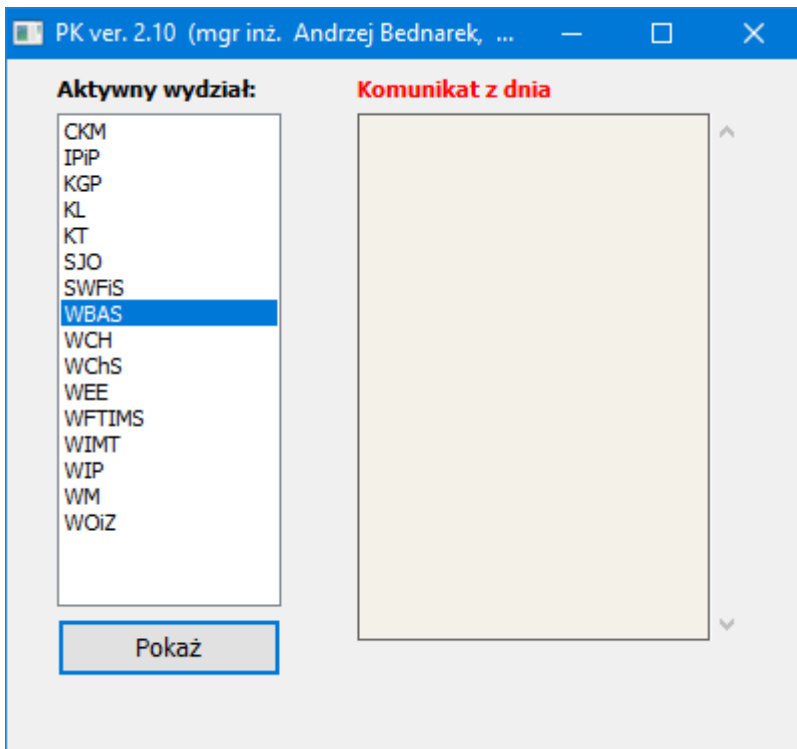 PK ver. 2.10 (mgr inż. Andrzej Bednarek, ...
Aktywny wydział:
CKM
IPiP
KGP
KL
KT
SJO
SWFiS
WBAS
WCH
WChS
WEE
WFTIMS
WIMT
WIP
WM
WOiZ
Pokaż
Komunikat z dnia